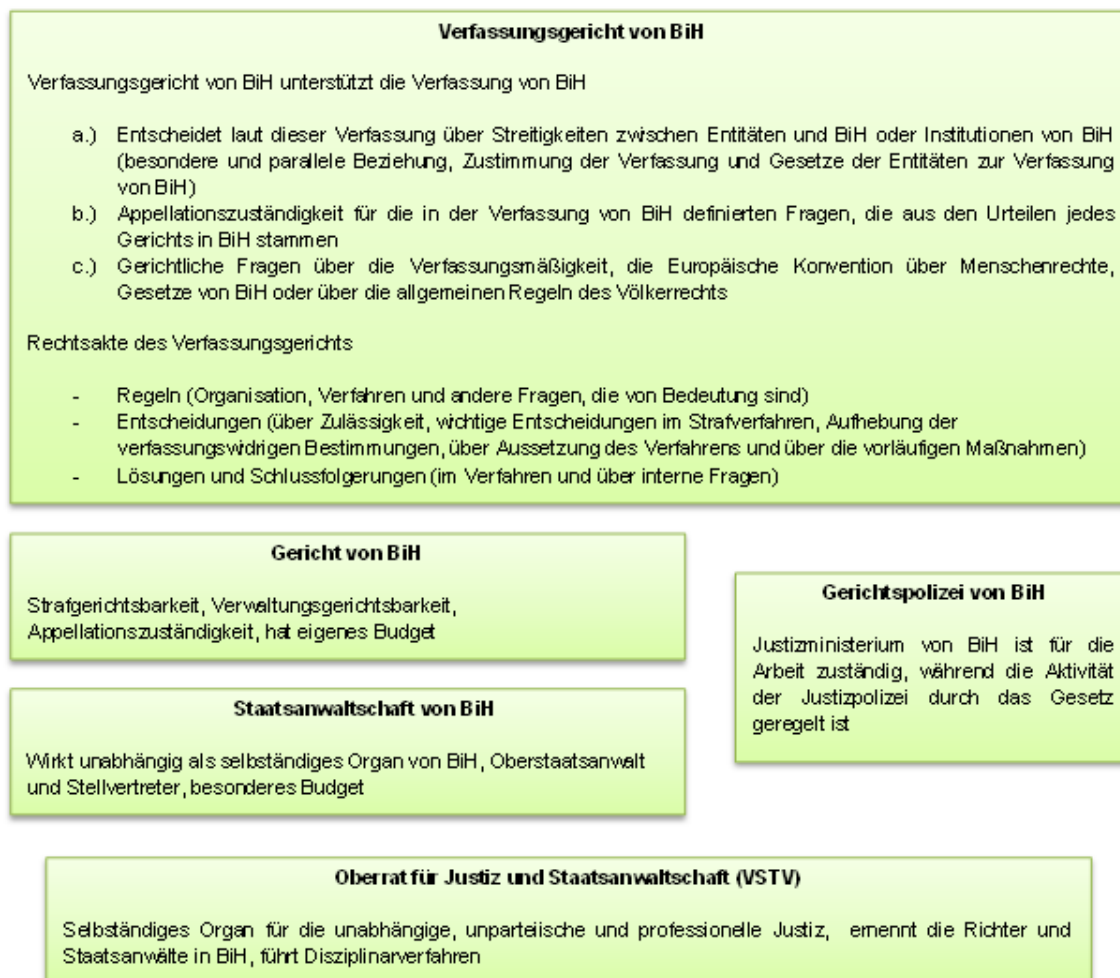 Verfassungsgericht von BiH
Verfassungsgericht von BiH unterstützt die Verfassung von BiH
a.) Entscheidet laut dieser Verfassung über Streitigkeiten zwischen Entitäten und BiH oder Institutionen von BiH
(besondere und parallele Beziehung, Zustimmung der Verfassung und Gesetze der Entitäten zur Verfassung
von BiH)
b.) Appellationszuständigkeit für die in der Verfassung von BiH definierten Fragen, die aus den Urteilen jedes
Gerichts in BiH stammen
c.) Gerichtliche Fragen über die Verfassungsmäßigkeit, die Europäische Konvention über Menschenrechte,
Gesetze von BiH oder über die allgemeinen Regeln des Völkerrechts
Rechtsakte des Verfassungsgerichts
- Regeln (Organisation, Verfahren und andere Fragen, die von Bedeutung sind)
- Entscheidungen (über Zulässigkeit, wichtige Entscheidungen im Strafverfahren, Aufhebung der
verfassungswidrigen Bestimmungen, über Aussetzung des Verfahrens und über die vorläufigen Maßnahmen)
- Lösungen und Schlussfolgerungen (im Verfahren und über interne Fragen)
Gericht von BiH
Strafgerichtsbarkeit, Verwaltungsgerichtsbarkeit,
Appellationszuständigkeit, hat eigenes Budget
Gerichtspolizei von BiH
Justizministerium von BiH ist für die
Arbeit zuständig, während die Aktivität
der Justizpolizei durch das Gesetz
geregelt ist
Staatsanwaltschaft von BiH
Wirkt unabhängig als selbständiges Organ von BiH, Oberstaatsanwalt
und Stellvertreter, besonderes Budget
Oberrat für Justiz und Staatsanwaltschaft (VSTV)
Selbständiges Organ für die unabhängige, unparteiische und professionelle Justiz, ernennt die Richter und
Staatsanwälte in BiH, führt Disziplinarverfahren